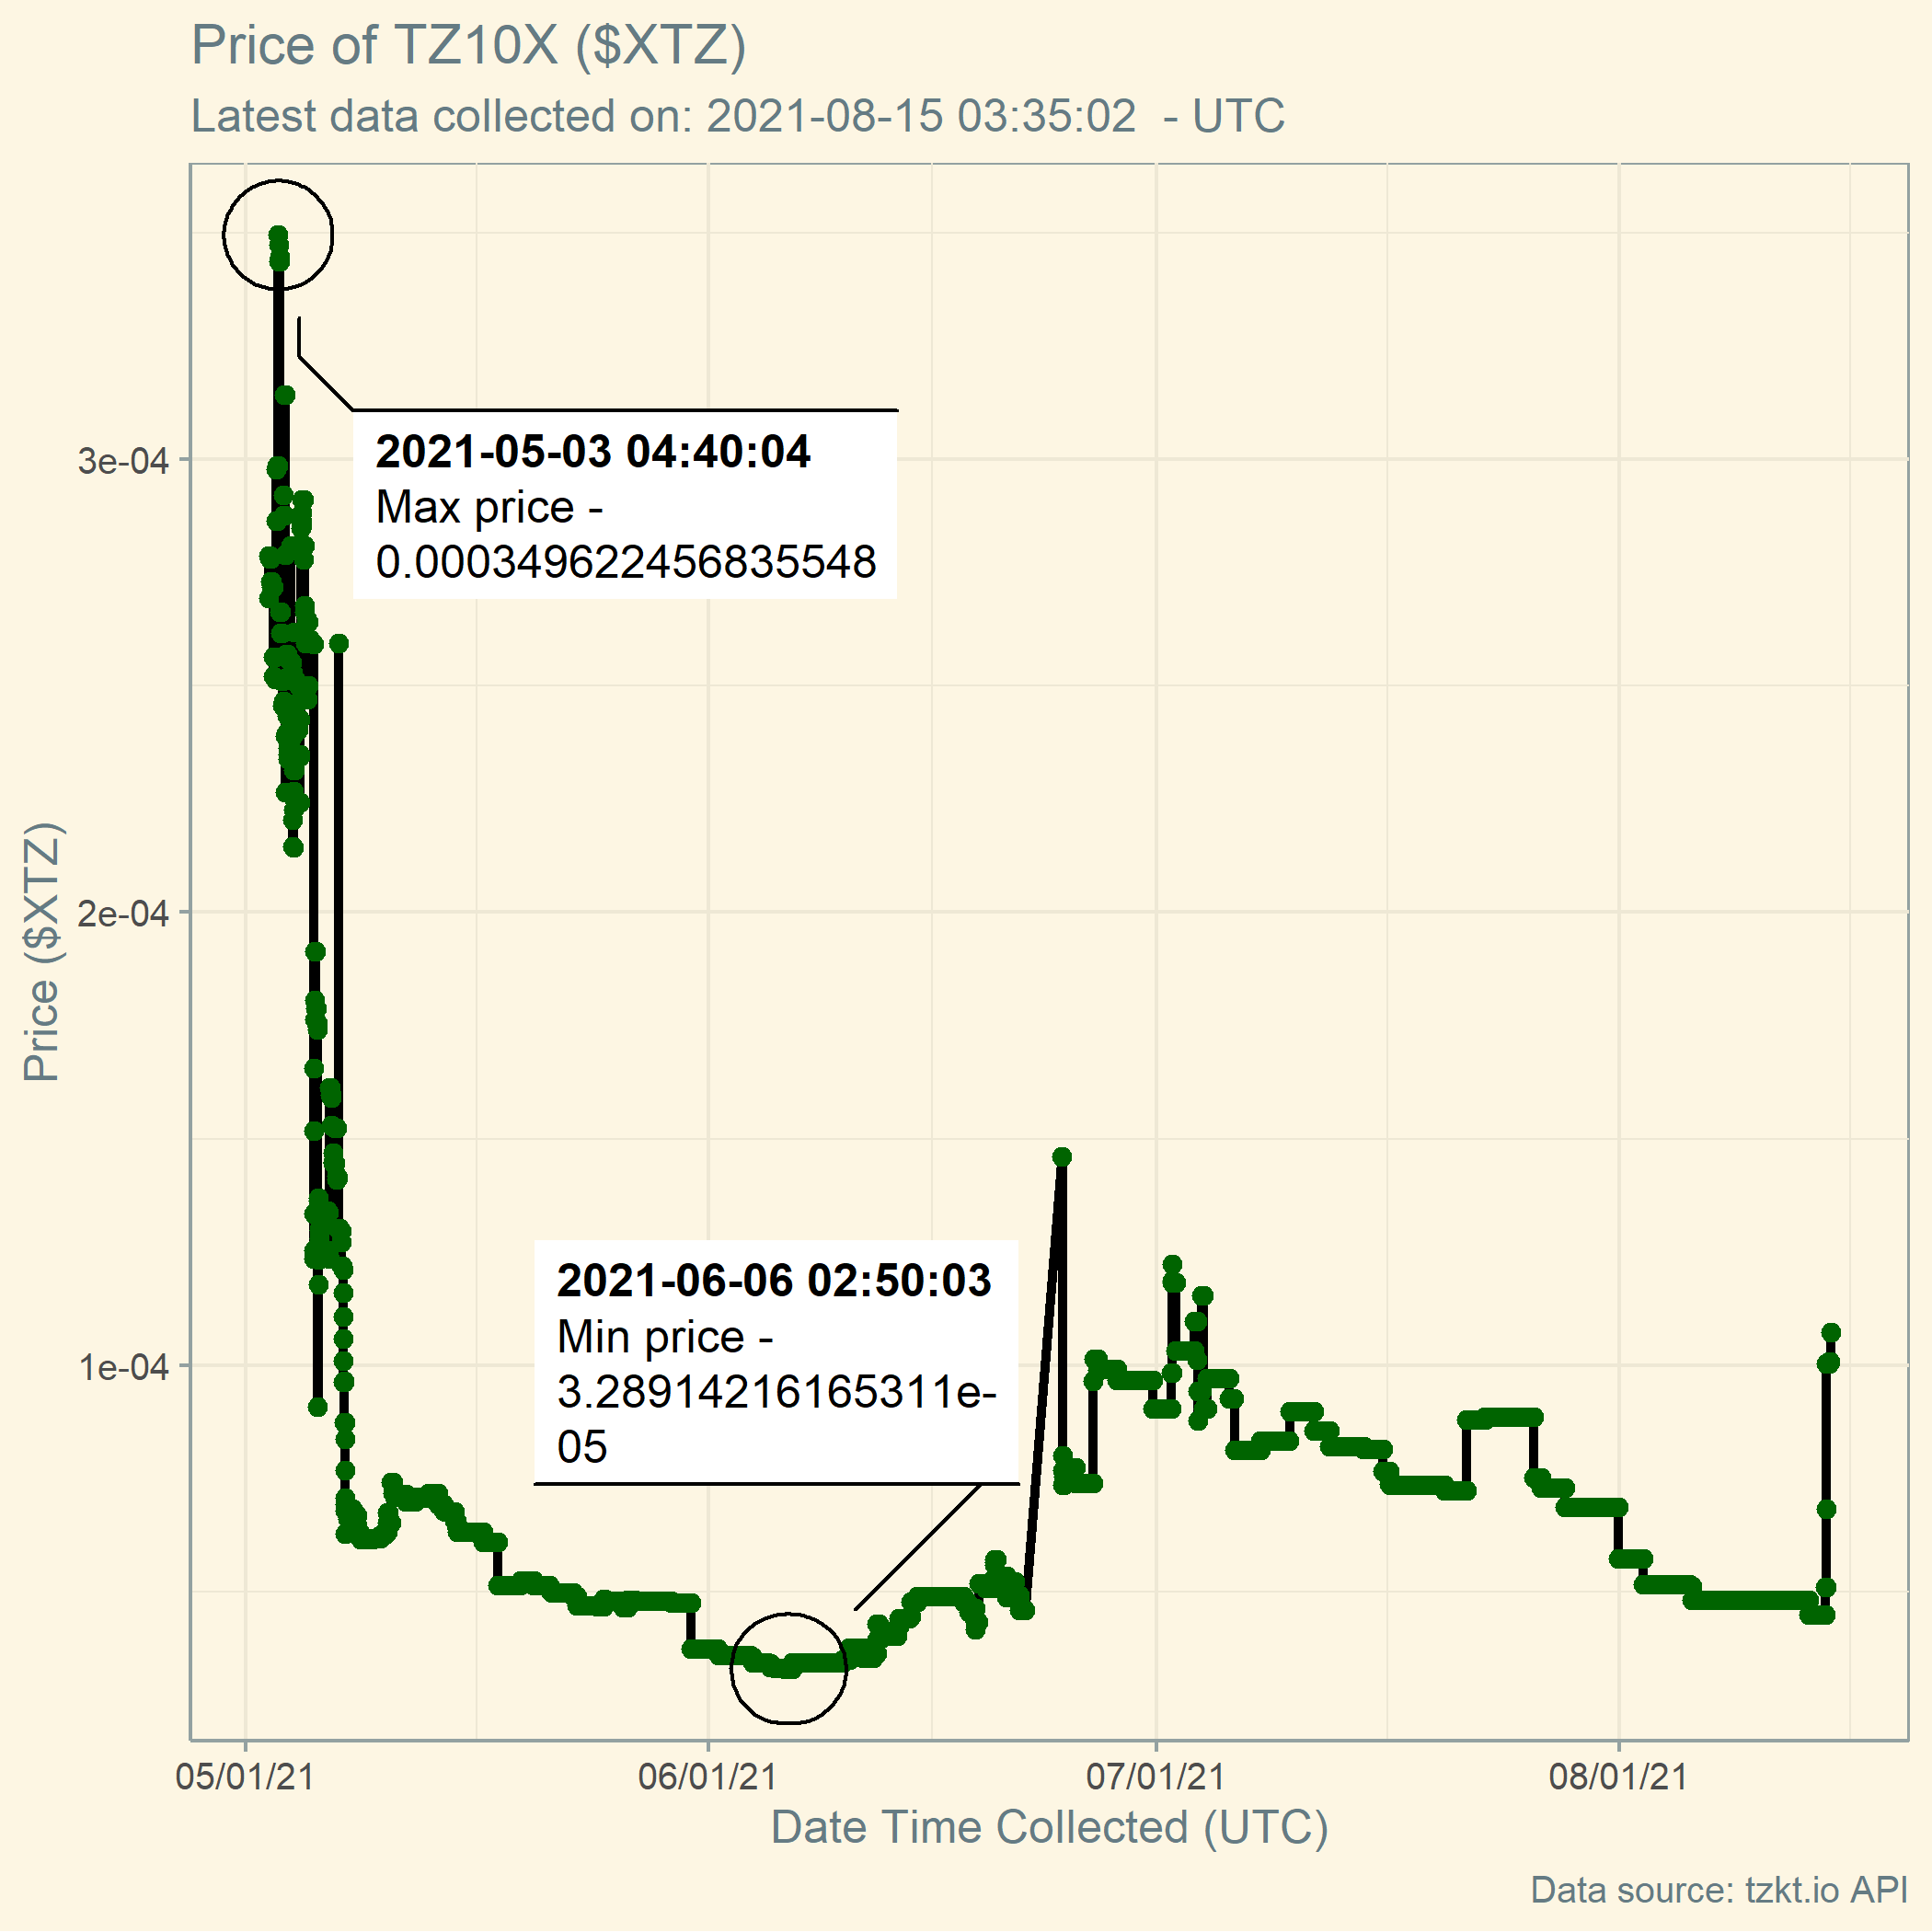 Price of TZ10X ($XTZ)
Latest data collected on: 2021-08-15 03:35:02  - UTC
2021-05-03 04:40:04
Max price -
0.000349622456835548
3e-04
2e-04
1e-04
Price ($XTZ)
2021-06-06 02:50:03
Min price -
3.28914216165311e-
05
05/01/21
06/01/21
07/01/21
08/01/21
Date Time Collected (UTC)
Data source: tzkt.io API